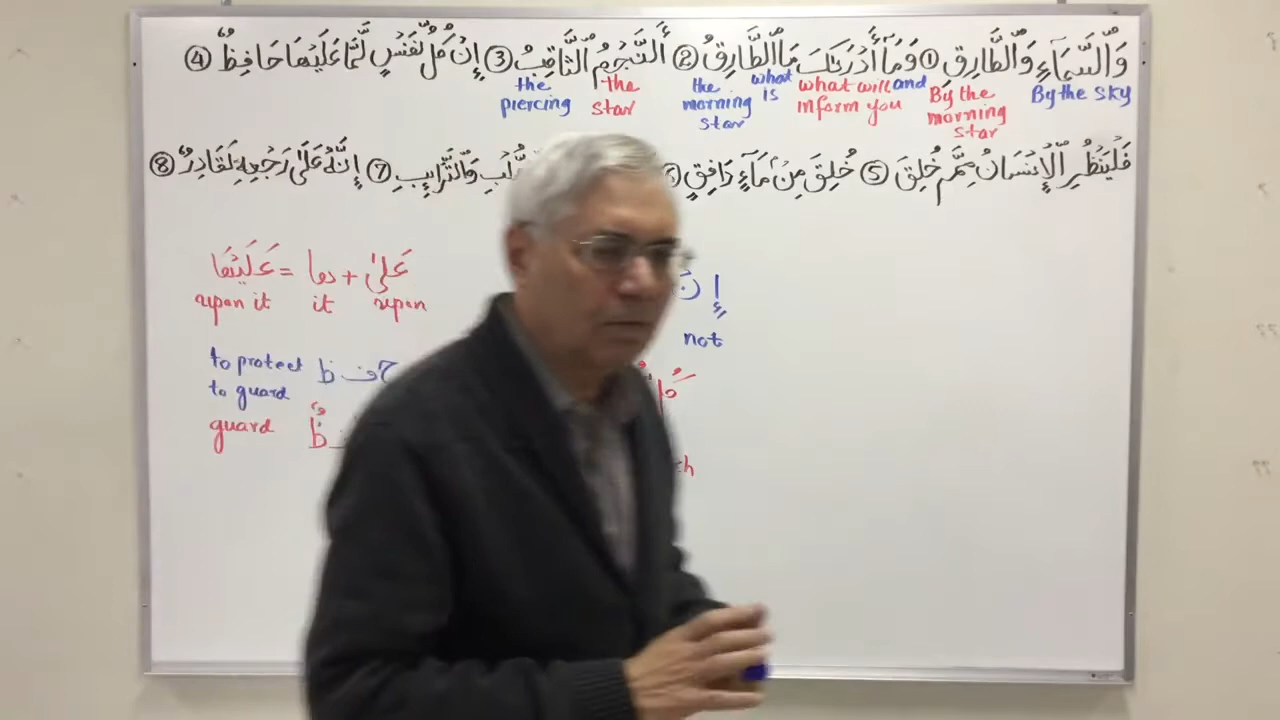 وَٱلسَّمَآءِ وَٱلطَّارِقِ ① وَمَآ أَدْرَىٰكَ مَا ٱلطَّارِقُ ② ٱلنَّجْمُ ٱلثَّاقِبُ ③ إِن كُلُّ نَفْسٍ لَّمَّا عَلَيْهَا حَافِظٌ ④
By the sky
By the morning star
and
what will inform you
what is
the morning star
the star
the piercing
فَلْيَنظُرِ ٱلْإِنسَانُ مِمَّ خُلِقَ ⑤ خُلِقَ مِن مَّآءٍ دَافِقٍ وَٱلتَّرَآئِبِ ⑦ إِنَّهُ عَلَىٰ رَجْعِهِ لَقَادِرٌ ⑧
إِنْ
not
عَلَىٰ + ها = عَلَيْهَا
upon it upon it
ح ف ظ to protect
to guard
guard